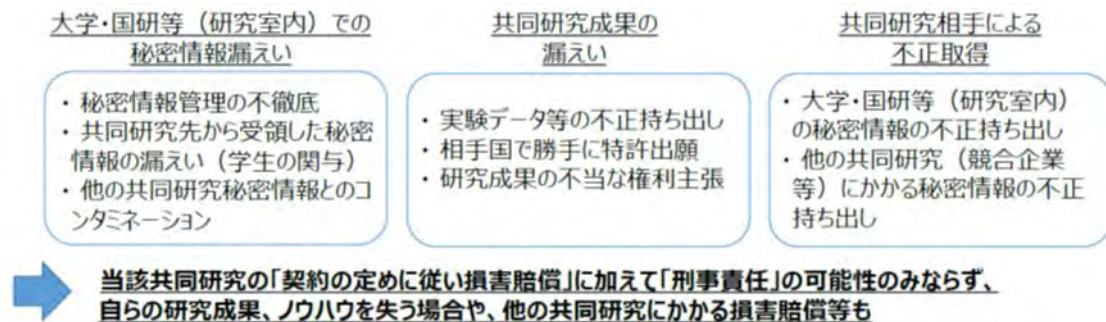 大学・国研等（研究室内）での
秘密情報漏えい
・秘密情報管理の不徹底
・共同研究先から受領した秘密
情報の漏えい（学生の関与）
・他の共同研究秘密情報とのコ
ンタミネーション
共同研究成果の
漏えい
・実験データ等の不正持ち出し
・相手国で勝手に特許出願
・研究成果の不当な権利主張
共同研究相手による
不正取得
・大学・国研等（研究室内）
の秘密情報の不正持ち出し
・他の共同研究（競合企業
等）にかかる秘密情報の不正
持ち出し
当該共同研究の「契約の定めに従い損害賠償」に加えて「刑事責任」の可能性のみならず、
自らの研究成果、ノウハウを失う場合や、他の共同研究にかかる損害賠償等も